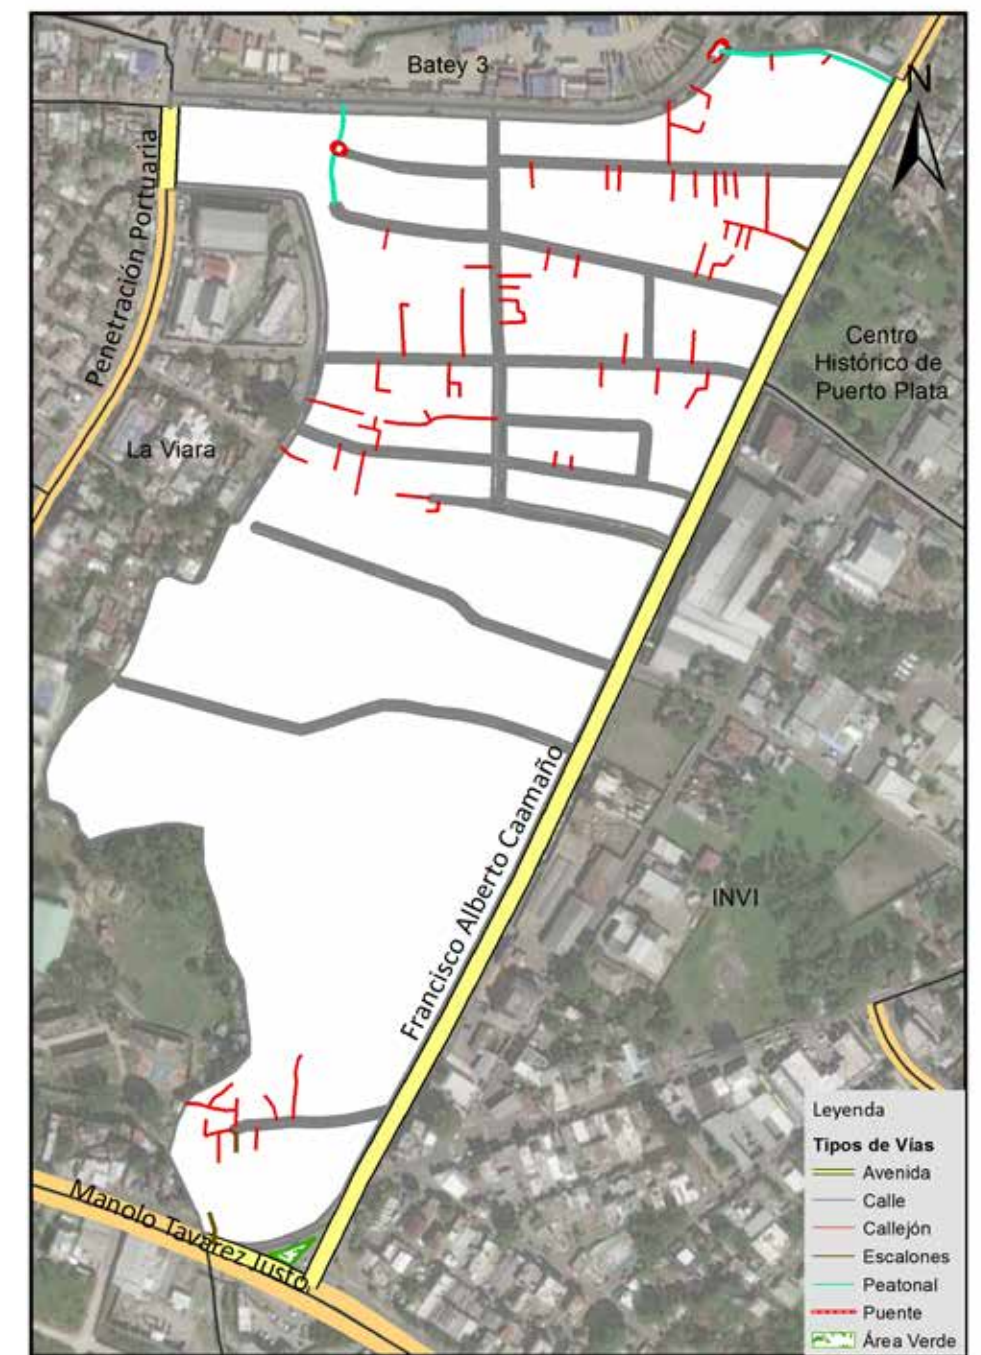 Batey 3
N
Penetración Portuaria
Centro
Histórico de
Puerto Plata
La Viara
INVI
Francisco Alberto Caamaño
Manolo Tavarez Justo
Leyenda
Tipos de Vías
Avenida
Calle
Callejón
Escalones
Peatonal
Puente
Área Verde